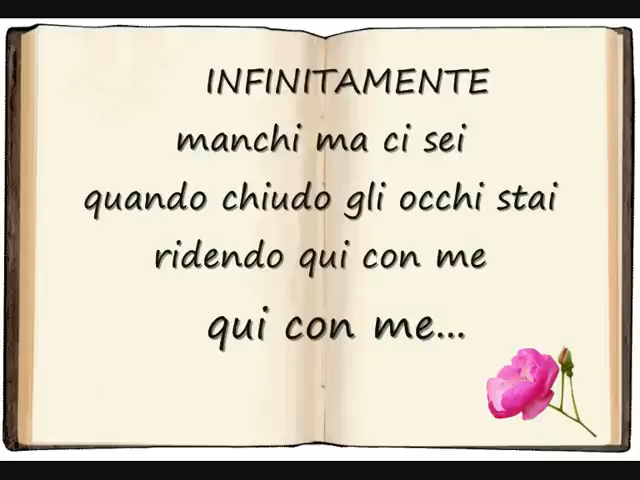 INFINITAMENTE
manchi ma ci sei
quando chiudo gli occhi stai
ridendo qui con me
qui con me...